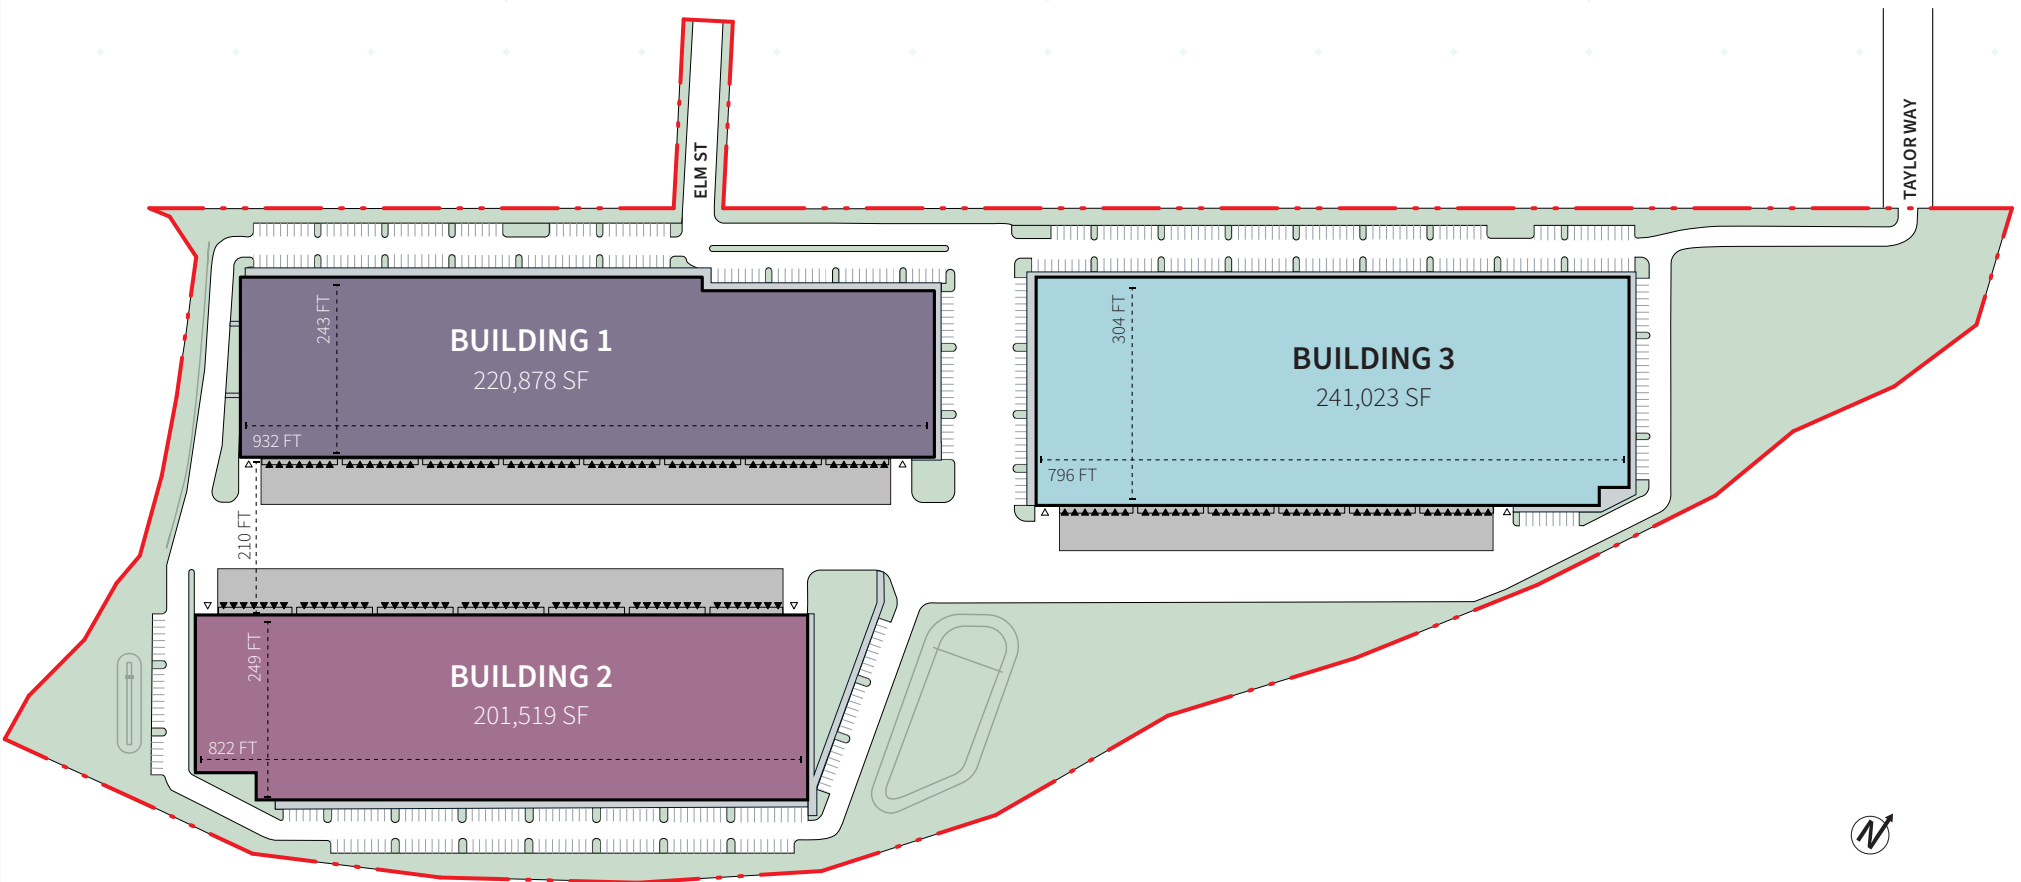 ELM ST
TAYLOR WAY
BUILDING 1
220,878 SF
243 FT
932 FT
BUILDING 3
241,023 SF
304 FT
796 FT
210 FT
BUILDING 2
201,519 SF
249 FT
822 FT
N